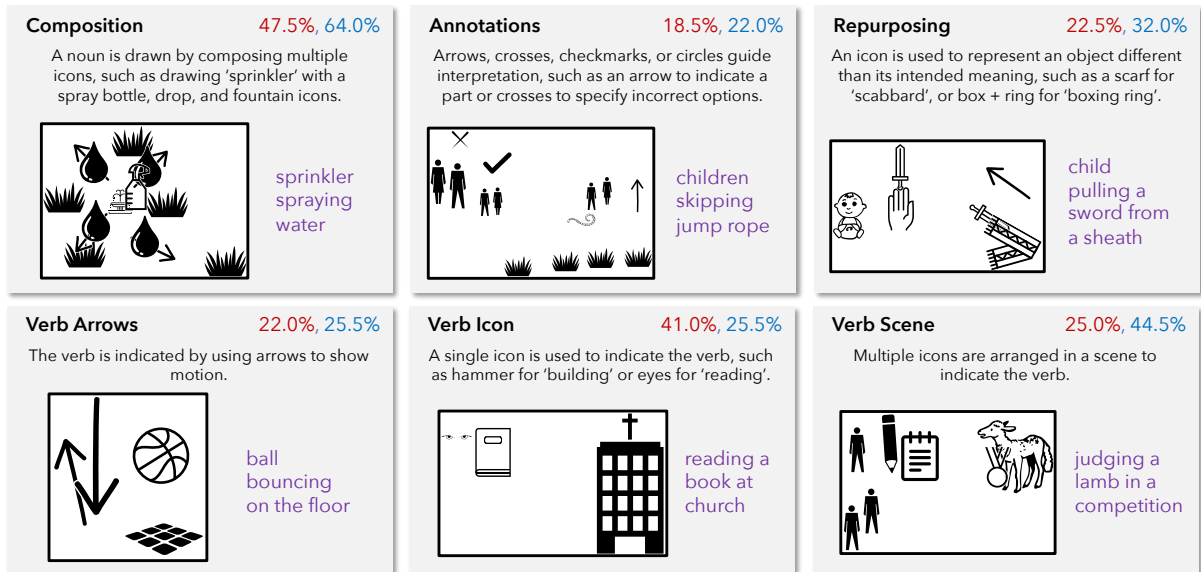 Composition 47.5%, 64.0%
A noun is drawn by composing multiple
icons, such as drawing ‘sprinkler’ with a
spray bottle, drop, and fountain icons.
sprinkler
spraying
water
Annotations 18.5%, 22.0%
Arrows, crosses, checkmarks, or circles guide
interpretation, such as an arrow to indicate a
part or crosses to specify incorrect options.
children
skipping
jump rope
Repurposing 22.5%, 32.0%
An icon is used to represent an object different
than its intended meaning, such as a scarf for
‘scabbard’, or box + ring for ‘boxing ring’.
child
pulling a
sword from
a sheath
Verb Arrows 22.0%, 25.5%
The verb is indicated by using arrows to show
motion.
ball
bouncing
on the floor
Verb Icon 41.0%, 25.5%
A single icon is used to indicate the verb, such
as hammer for ‘building’ or eyes for ‘reading’.
reading a
book at
church
Verb Scene 25.0%, 44.5%
Multiple icons are arranged in a scene to
indicate the verb.
judging a
lamb in a
competition